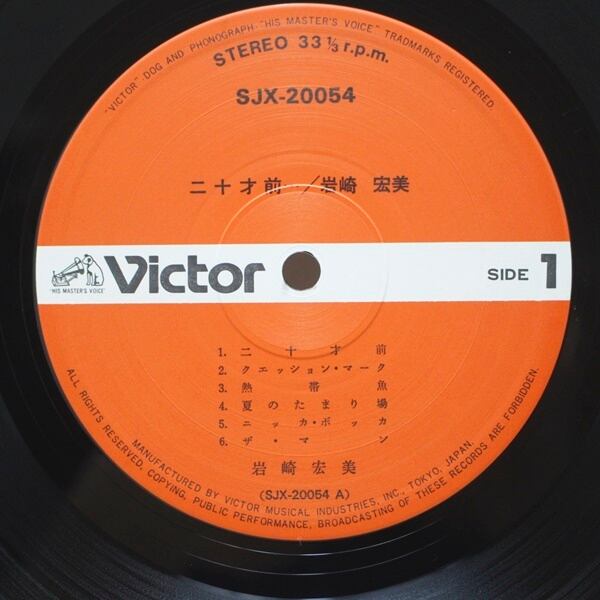 "VICTOR"·DOG AND PHONOGRAPH·"HIS MASTER'S VOICE" TRADMARKS REGISTERED.
STEREO 33 1/3 r.p.m.
SJX-20054
二十才前／岩崎 宏美
"HIS MASTER'S VOICE"
Victor
SIDE 1
1. 二十才前
2. クエッション・マーク
3. 熱帯魚
4. 夏のたまり場
5. ニッカ・ボッカ
6. ザ・マン
岩崎宏美
(SJX-20054 A)
MANUFACTURED BY VICTOR MUSICAL INDUSTRIES, INC., TOKYO, JAPAN.
ALL RIGHTS RESERVED, COPYING, PUBLIC PERFORMANCE, BROADCASTING OF THESE RECORDS ARE FORBIDDEN.